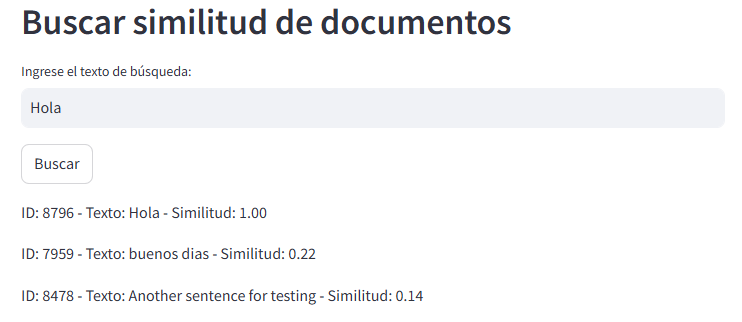 Buscar similitud de documentos
Ingrese el texto de búsqueda:
Hola
Buscar
ID: 8796 - Texto: Hola - Similitud: 1.00
ID: 7959 - Texto: buenos dias - Similitud: 0.22
ID: 8478 - Texto: Another sentence for testing - Similitud: 0.14